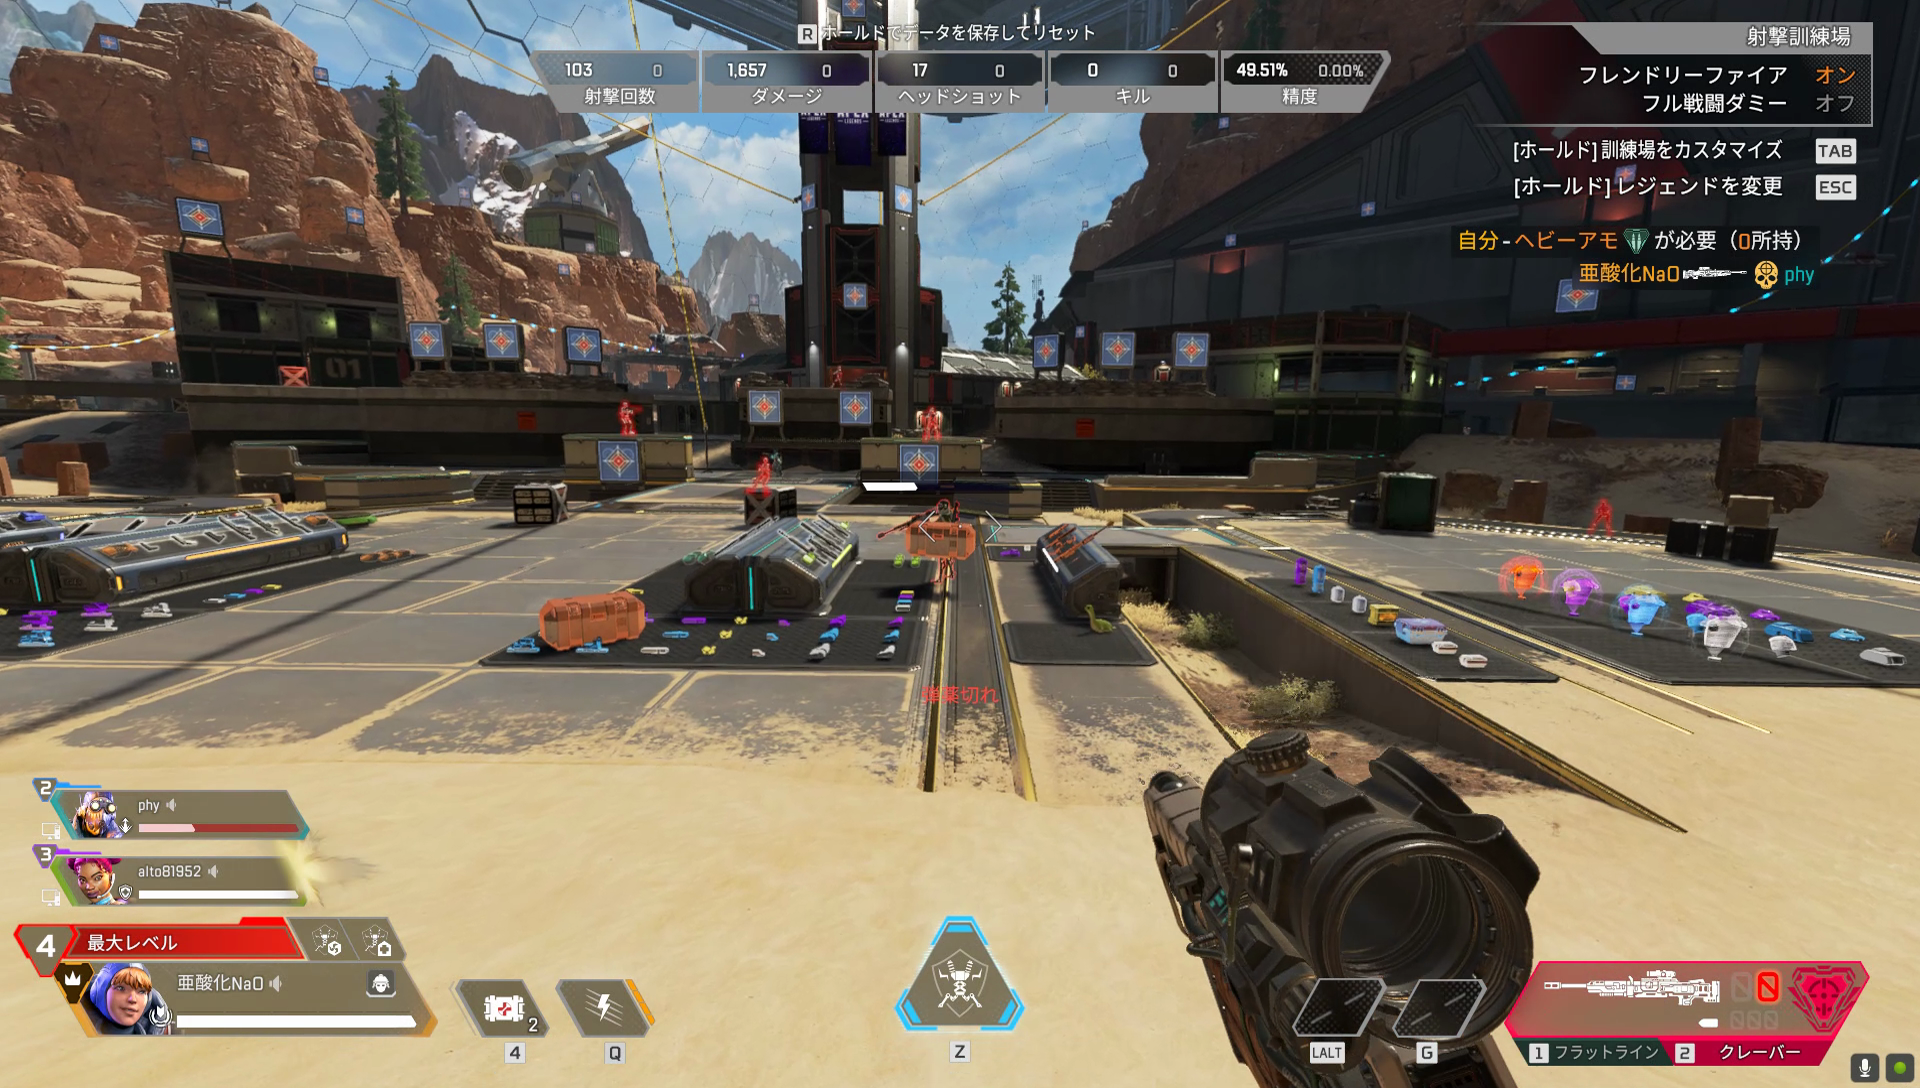 R ホールドでデータを保存してリセット
103 0 1,657 0 17 0 0 0 49.51% 0.00%
射撃回数 ダメージ ヘッドショット キル 精度
射撃訓練場
フレンドリーファイア オン
フル戦闘ダミー オフ
[ホールド]訓練場をカスタマイズ TAB
[ホールド]レジェンドを変更 ESC
自分-ヘビーアモ が必要（0所持）
亜酸化NaO phy
APEX LEGENDS
01
弾薬切れ
2 phy
3 alto81952
4 最大レベル
亜酸化NaO
2
4 Q Z LALT G
0 0
000
1 フラットライン 2 クレーバー